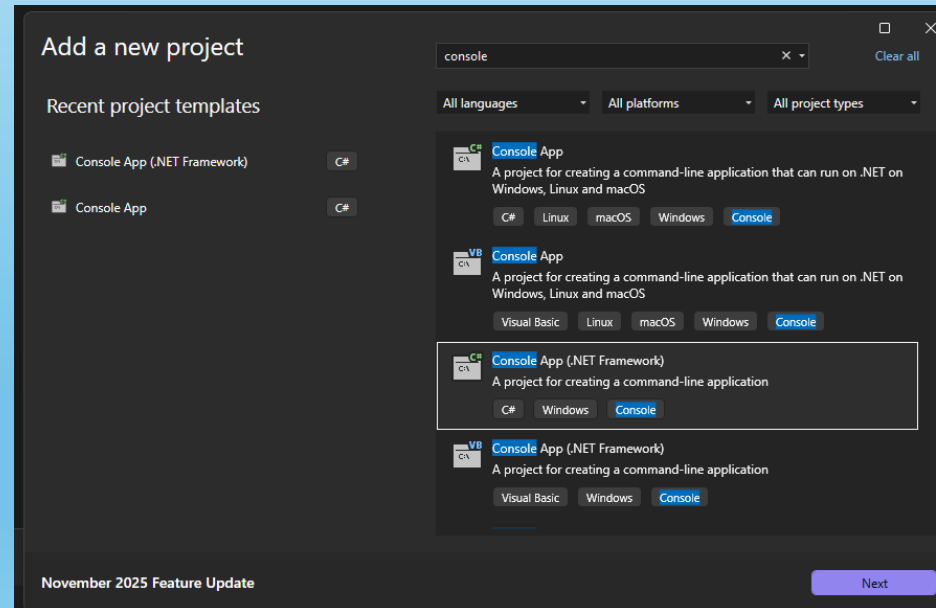 Add a new project
console
Clear all
Recent project templates
All languages
All platforms
All project types
Console App (.NET Framework)
C#
Console App
C#
C#
C:\
Console App
A project for creating a command-line application that can run on .NET on
Windows, Linux and macOS
C# Linux macOS Windows Console
VB
C:\
Console App
A project for creating a command-line application that can run on .NET on
Windows, Linux and macOS
Visual Basic Linux macOS Windows Console
C#
C:\
Console App (.NET Framework)
A project for creating a command-line application
C# Windows Console
VB
C:\
Console App (.NET Framework)
A project for creating a command-line application
Visual Basic Windows Console
November 2025 Feature Update
Next